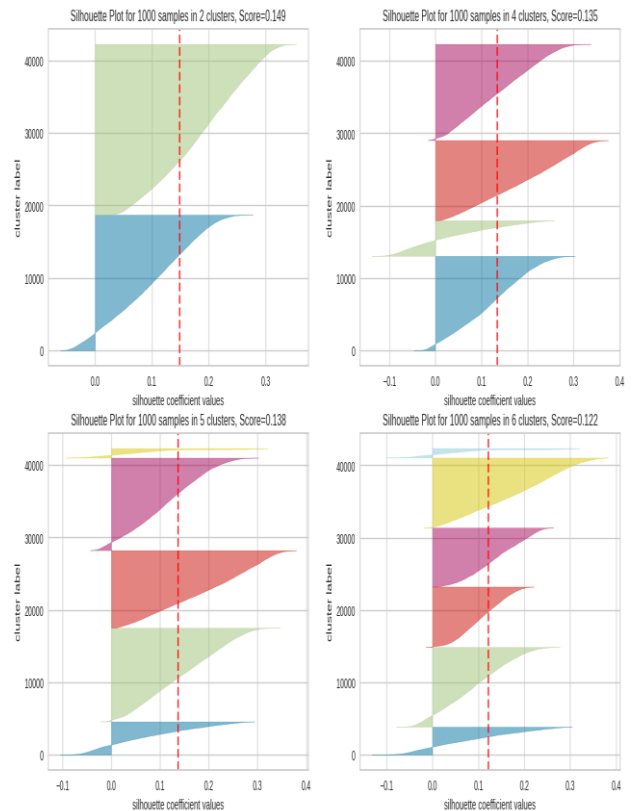 Silhouette Plot for 1000 samples in 2 clusters, Score=0.149
40000
30000
20000
10000
0
cluster label
0.0 0.1 0.2 0.3
silhouette coefficient values
Silhouette Plot for 1000 samples in 4 clusters, Score=0.135
40000
30000
20000
10000
0
cluster label
−0.1 0.0 0.1 0.2 0.3 0.4
silhouette coefficient values
Silhouette Plot for 1000 samples in 5 clusters, Score=0.138
40000
30000
20000
10000
0
cluster label
−0.1 0.0 0.1 0.2 0.3 0.4
silhouette coefficient values
Silhouette Plot for 1000 samples in 6 clusters, Score=0.122
40000
30000
20000
10000
0
cluster label
−0.1 0.0 0.1 0.2 0.3 0.4
silhouette coefficient values